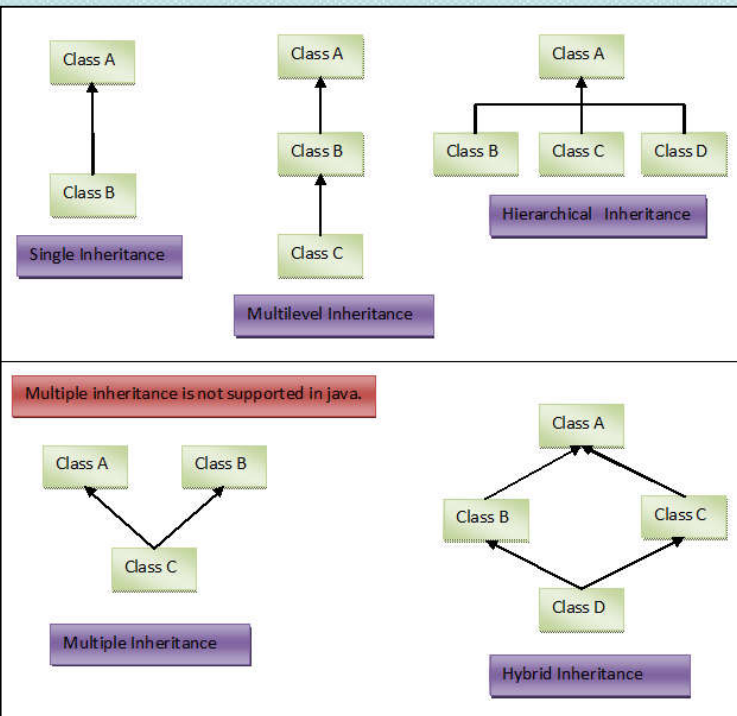 Class A
Class B
Single Inheritance
Class A
Class B
Class C
Multilevel Inheritance
Class A
Class B
Class C
Class D
Hierarchical Inheritance
Multiple inheritance is not supported in java.
Class A
Class B
Class C
Multiple Inheritance
Class A
Class B
Class C
Class D
Hybrid Inheritance